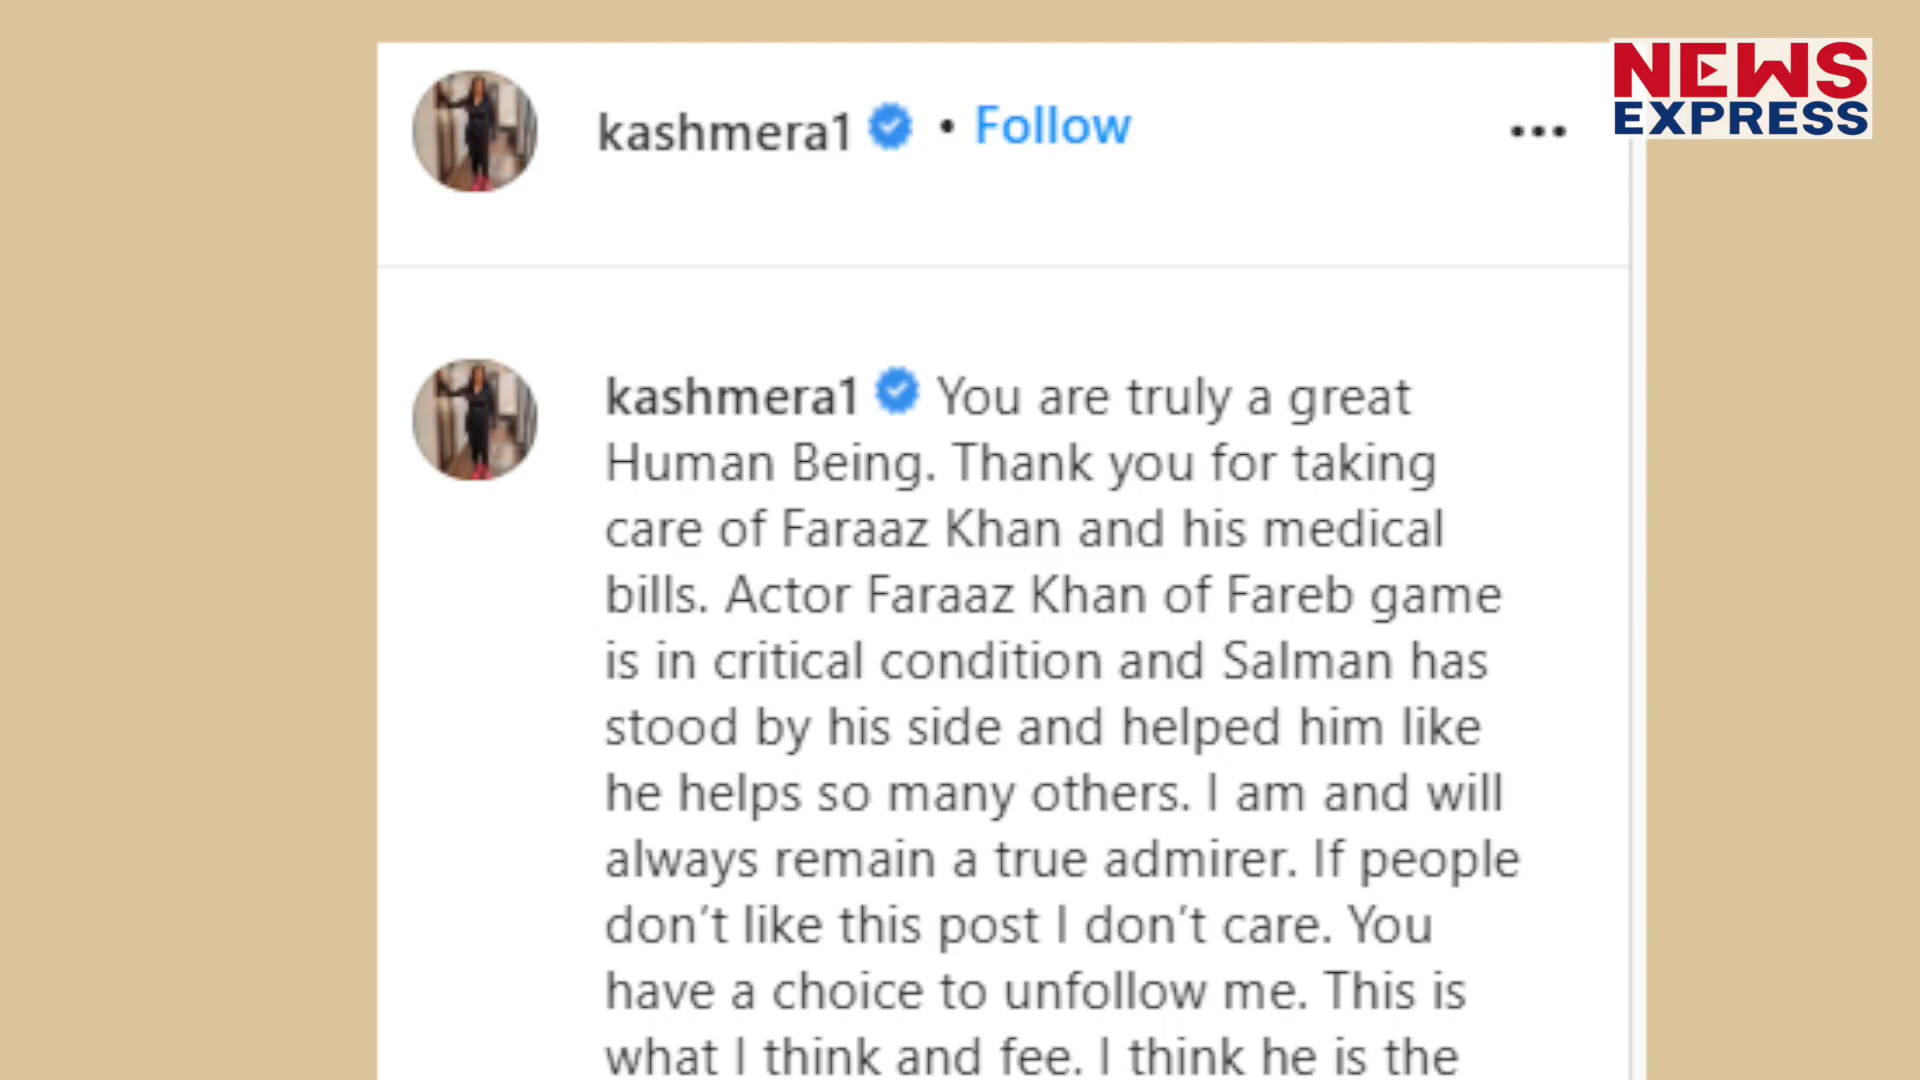 NEWS
EXPRESS
kashmera1 • Follow
kashmera1 You are truly a great
Human Being. Thank you for taking
care of Faraaz Khan and his medical
bills. Actor Faraaz Khan of Fareb game
is in critical condition and Salman has
stood by his side and helped him like
he helps so many others. I am and will
always remain a true admirer. If people
don't like this post I don't care. You
have a choice to unfollow me. This is
what I think and fee. I think he is the